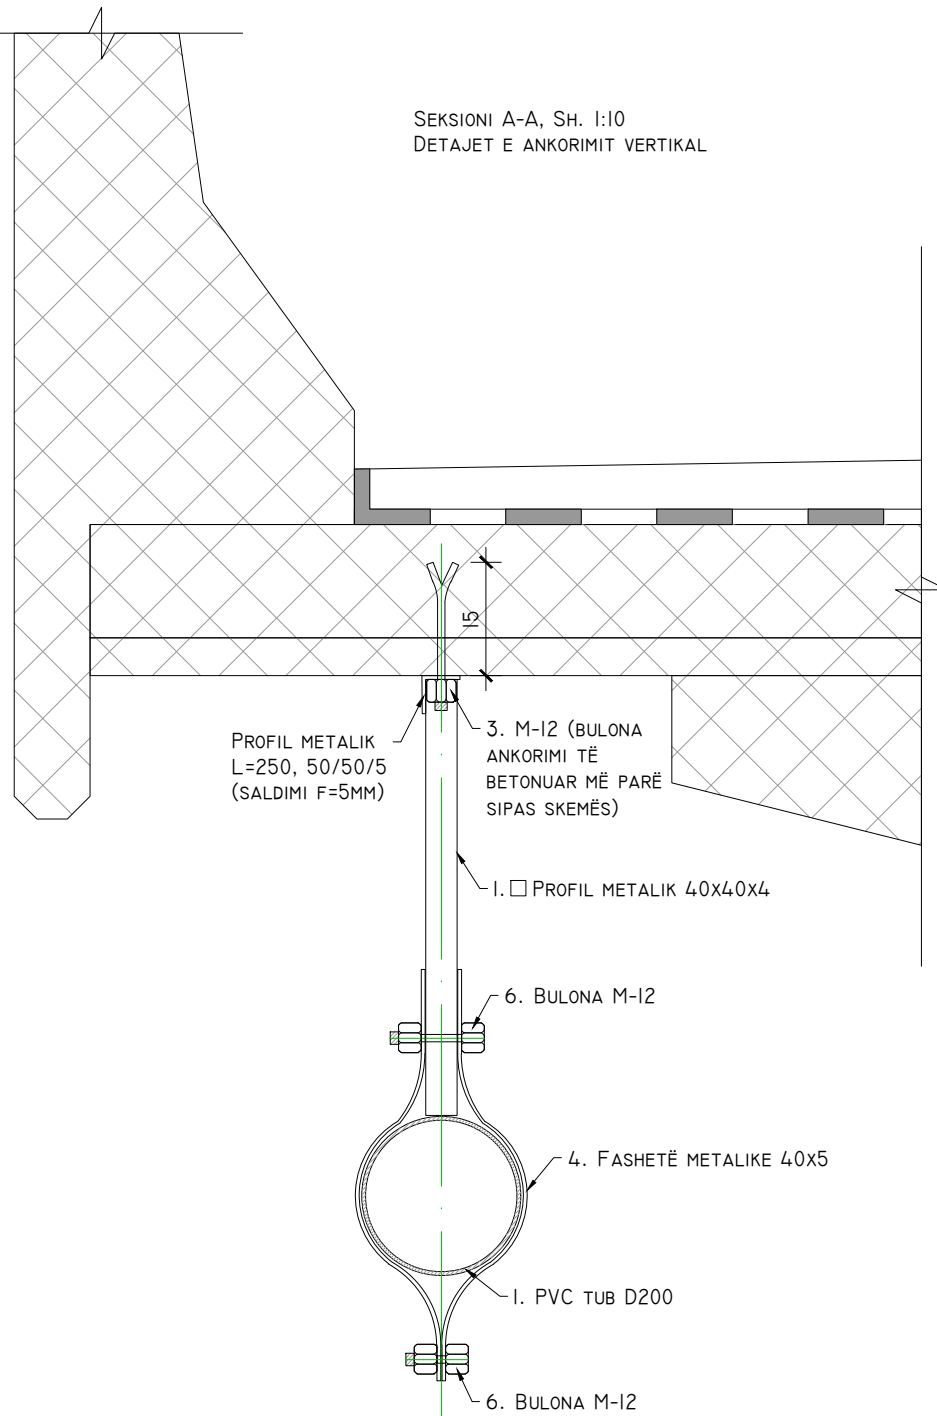 SEKSIONI A-A, SH. 1:10
DETAJET E ANKORIMIT VERTIKAL
15
PROFIL METALIK
L=250, 50/50/5
(SALDIMI F=5MM)
3. M-12 (BULONA
ANKORIMI TË
BETONUAR MË PARË
SIPAS SKEMËS)
1. □ PROFIL METALIK 40X40X4
6. BULONA M-12
4. FASHETË METALIKE 40X5
1. PVC TUB D200
6. BULONA M-12